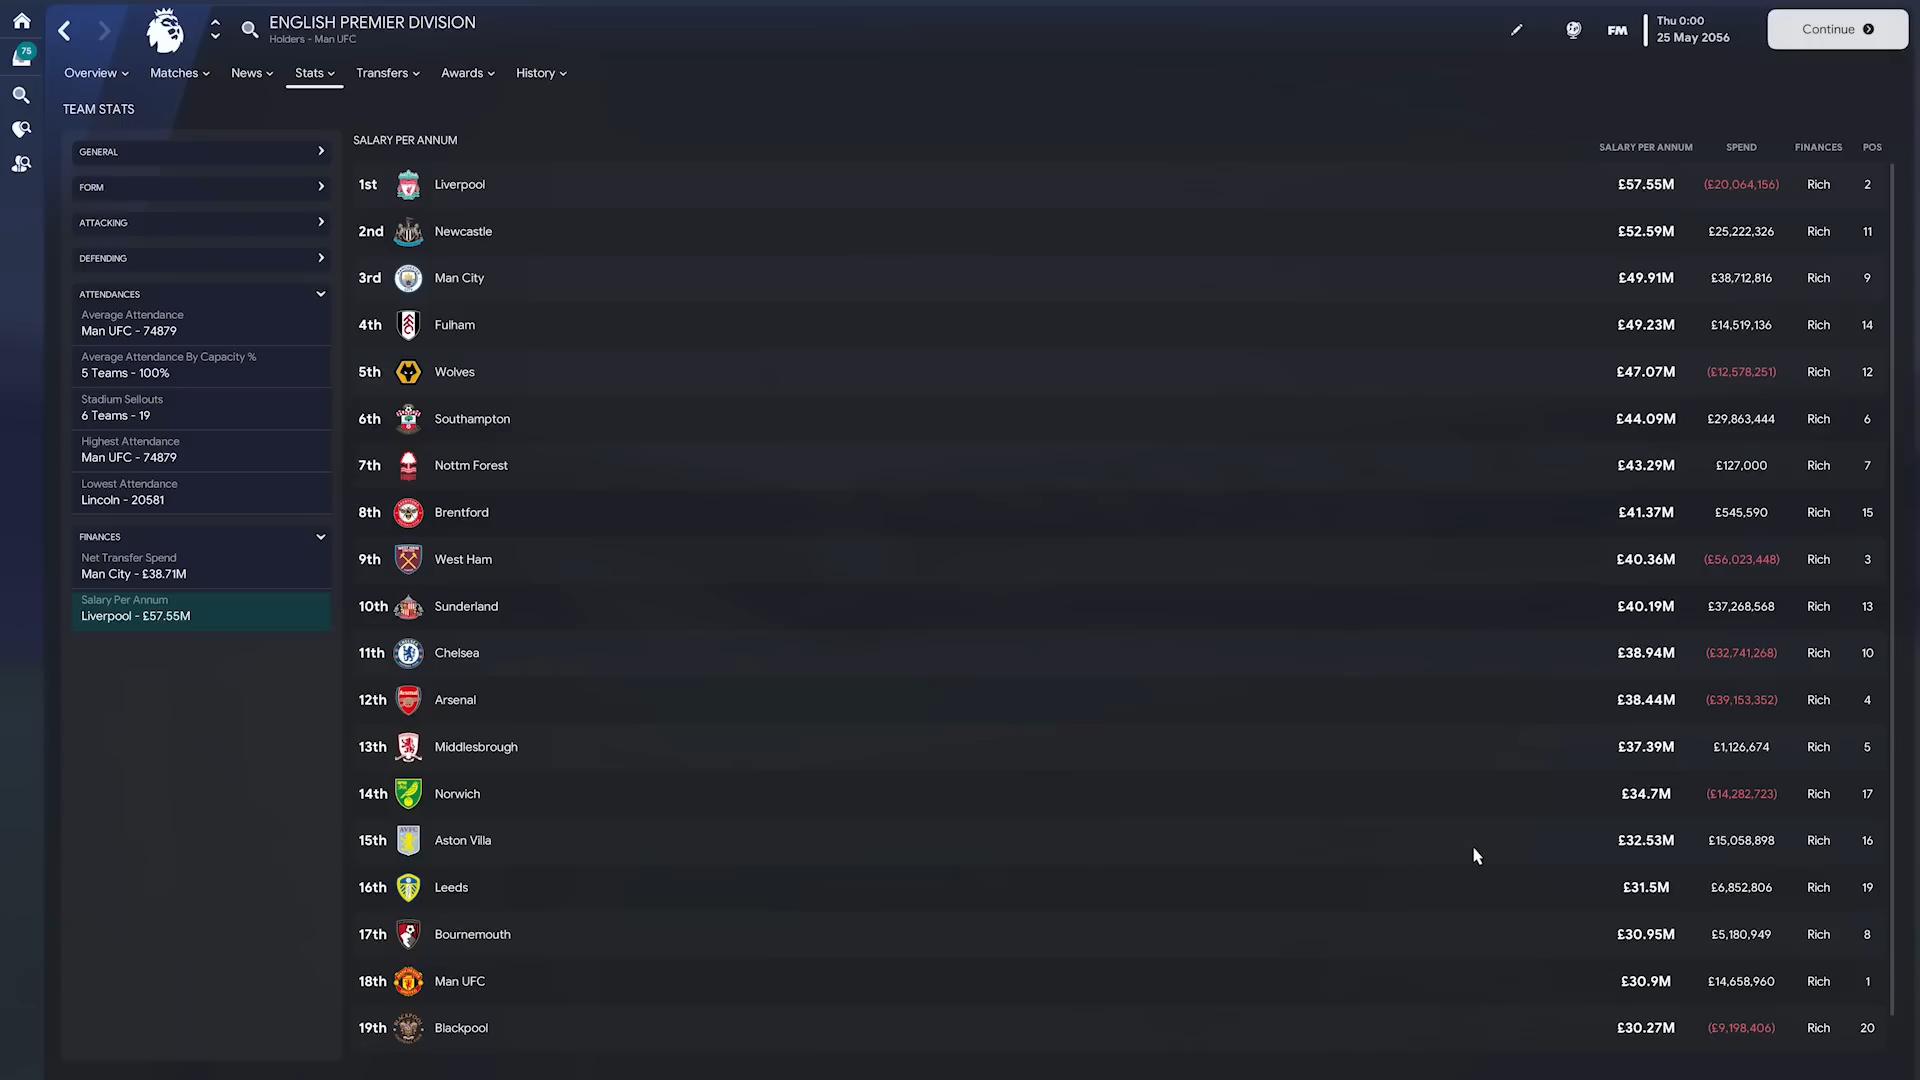 ENGLISH PREMIER DIVISION
Holders - Man UFC
75
FM
Thu 0:00
25 May 2056
Continue
Overview
Matches
News
Stats
Transfers
Awards
History
TEAM STATS
GENERAL
FORM
ATTACKING
DEFENDING
ATTENDANCES
Average Attendance
Man UFC - 74879
Average Attendance By Capacity %
5 Teams - 100%
Stadium Sellouts
6 Teams - 19
Highest Attendance
Man UFC - 74879
Lowest Attendance
Lincoln - 20581
FINANCES
Net Transfer Spend
Man City - £38.71M
Salary Per Annum
Liverpool - £57.55M
SALARY PER ANNUM
SALARY PER ANNUM SPEND FINANCES POS
1st Liverpool £57.55M (£20,064,156) Rich 2
2nd Newcastle £52.59M £25,222,326 Rich 11
3rd Man City £49.91M £38,712,816 Rich 9
4th Fulham £49.23M £14,519,136 Rich 14
5th Wolves £47.07M (£12,578,251) Rich 12
6th Southampton £44.09M £29,863,444 Rich 6
7th Nottm Forest £43.29M £127,000 Rich 7
8th Brentford £41.37M £545,590 Rich 15
9th West Ham £40.36M (£56,023,448) Rich 3
10th Sunderland £40.19M £37,268,568 Rich 13
11th Chelsea £38.94M (£32,741,268) Rich 10
12th Arsenal £38.44M (£39,153,352) Rich 4
13th Middlesbrough £37.39M £1,126,674 Rich 5
14th Norwich £34.7M (£14,282,723) Rich 17
15th Aston Villa £32.53M £15,058,898 Rich 16
16th Leeds £31.5M £6,852,806 Rich 19
17th Bournemouth £30.95M £5,180,949 Rich 8
18th Man UFC £30.9M £14,658,960 Rich 1
19th Blackpool £30.27M (£9,198,406) Rich 20